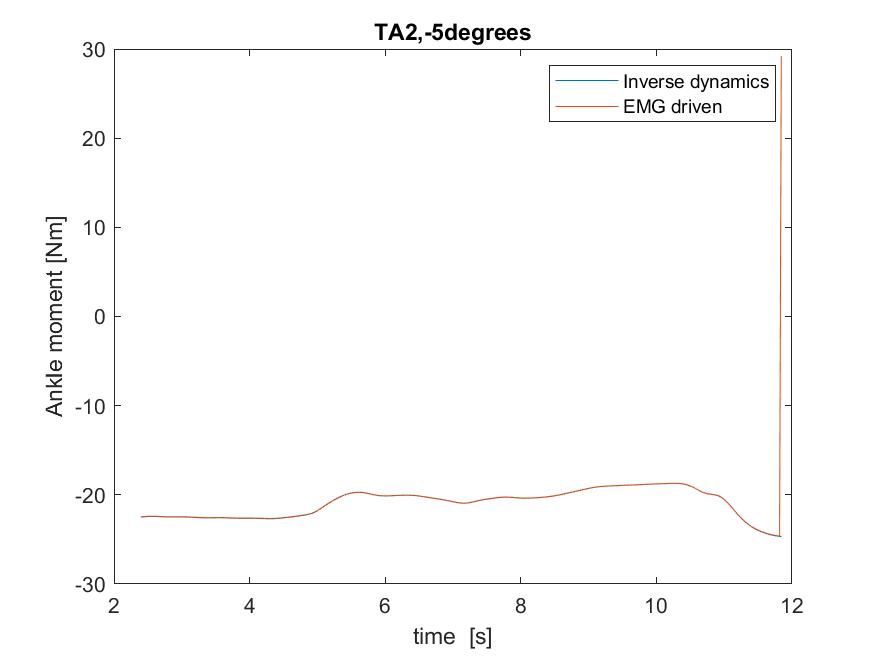 TA2,-5degrees
30
Inverse dynamics
EMG driven
20
10
0
-10
-20
-30
Ankle moment [Nm]
2 4 6 8 10 12
time  [s]